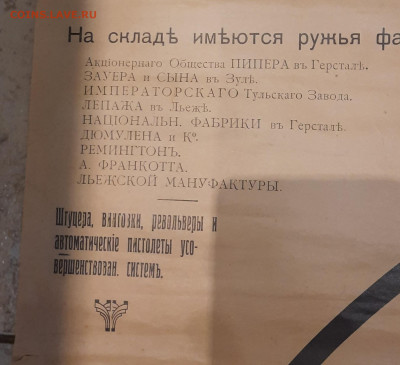 На складѣ имѣются ружья фа
Акціонернаго Общества ПИПЕРА въ Герсталѣ.
ЗАУЕРА и СЫНА въ Зулѣ.
ИМПЕРАТОРСКАГО Тульскаго Завода.
ЛЕПАЖА въ Льежѣ.
НАЦІОНАЛЬН. ФАБРИКИ въ Герсталѣ.
ДЮМУЛЕНА и Ко.
РЕМИНГТОНЪ.
А. ФРАНКОТТА.
ЛЬЕЖСКОЙ МАНУФАКТУРЫ.
Штуцера, винтовки, револьверы и
автоматическіе пистолеты усо-
вершенствован. системъ.